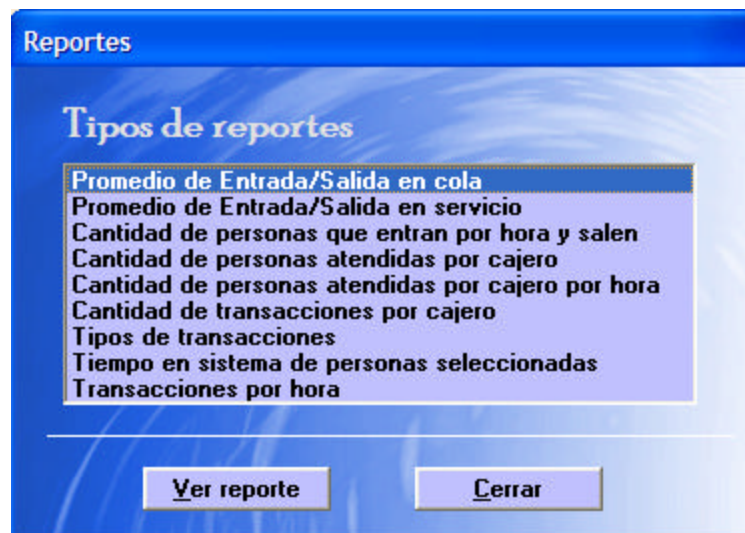 Reportes
Tipos de reportes
Promedio de Entrada/Salida en cola
Promedio de Entrada/Salida en servicio
Cantidad de personas que entran por hora y salen
Cantidad de personas atendidas por cajero
Cantidad de personas atendidas por cajero por hora
Cantidad de transacciones por cajero
Tipos de transacciones
Tiempo en sistema de personas seleccionadas
Transacciones por hora
Ver reporte
Cerrar